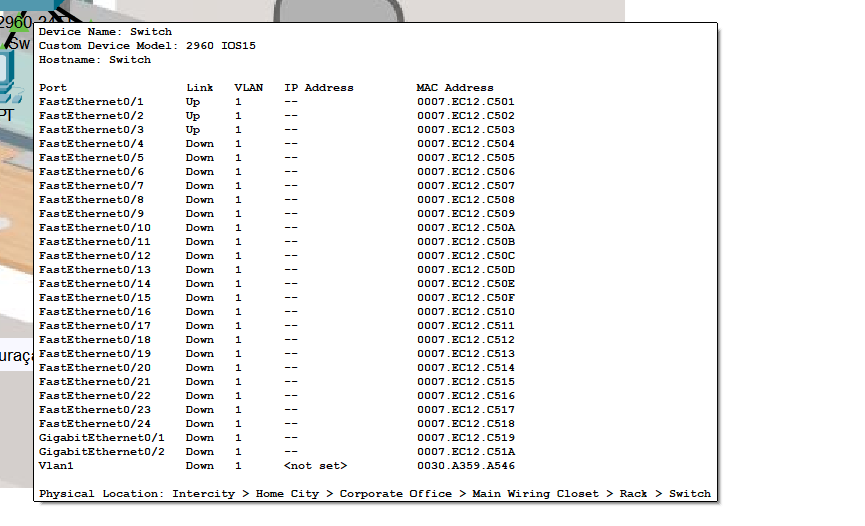 2960
Sw
PT
uraça
Device Name: Switch
Custom Device Model: 2960 IOS15
Hostname: Switch
Port Link VLAN IP Address MAC Address
FastEthernet0/1 Up 1 -- 0007.EC12.C501
FastEthernet0/2 Up 1 -- 0007.EC12.C502
FastEthernet0/3 Up 1 -- 0007.EC12.C503
FastEthernet0/4 Down 1 -- 0007.EC12.C504
FastEthernet0/5 Down 1 -- 0007.EC12.C505
FastEthernet0/6 Down 1 -- 0007.EC12.C506
FastEthernet0/7 Down 1 -- 0007.EC12.C507
FastEthernet0/8 Down 1 -- 0007.EC12.C508
FastEthernet0/9 Down 1 -- 0007.EC12.C509
FastEthernet0/10 Down 1 -- 0007.EC12.C50A
FastEthernet0/11 Down 1 -- 0007.EC12.C50B
FastEthernet0/12 Down 1 -- 0007.EC12.C50C
FastEthernet0/13 Down 1 -- 0007.EC12.C50D
FastEthernet0/14 Down 1 -- 0007.EC12.C50E
FastEthernet0/15 Down 1 -- 0007.EC12.C50F
FastEthernet0/16 Down 1 -- 0007.EC12.C510
FastEthernet0/17 Down 1 -- 0007.EC12.C511
FastEthernet0/18 Down 1 -- 0007.EC12.C512
FastEthernet0/19 Down 1 -- 0007.EC12.C513
FastEthernet0/20 Down 1 -- 0007.EC12.C514
FastEthernet0/21 Down 1 -- 0007.EC12.C515
FastEthernet0/22 Down 1 -- 0007.EC12.C516
FastEthernet0/23 Down 1 -- 0007.EC12.C517
FastEthernet0/24 Down 1 -- 0007.EC12.C518
GigabitEthernet0/1 Down 1 -- 0007.EC12.C519
GigabitEthernet0/2 Down 1 -- 0007.EC12.C51A
Vlan1 Down 1 <not set> 0030.A359.A546
Physical Location: Intercity > Home City > Corporate Office > Main Wiring Closet > Rack > Switch